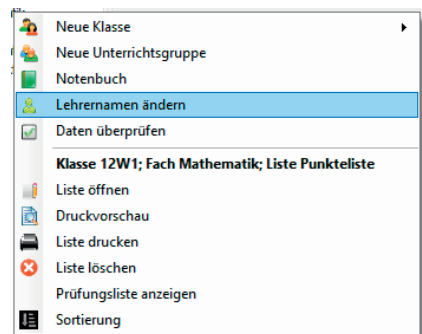 Neue Klasse
Neue Unterrichtsgruppe
Notenbuch
Lehrernamen ändern
Daten überprüfen
Klasse 12W1; Fach Mathematik; Liste Punkteliste
Liste öffnen
Druckvorschau
Liste drucken
Liste löschen
Prüfungsliste anzeigen
Sortierung